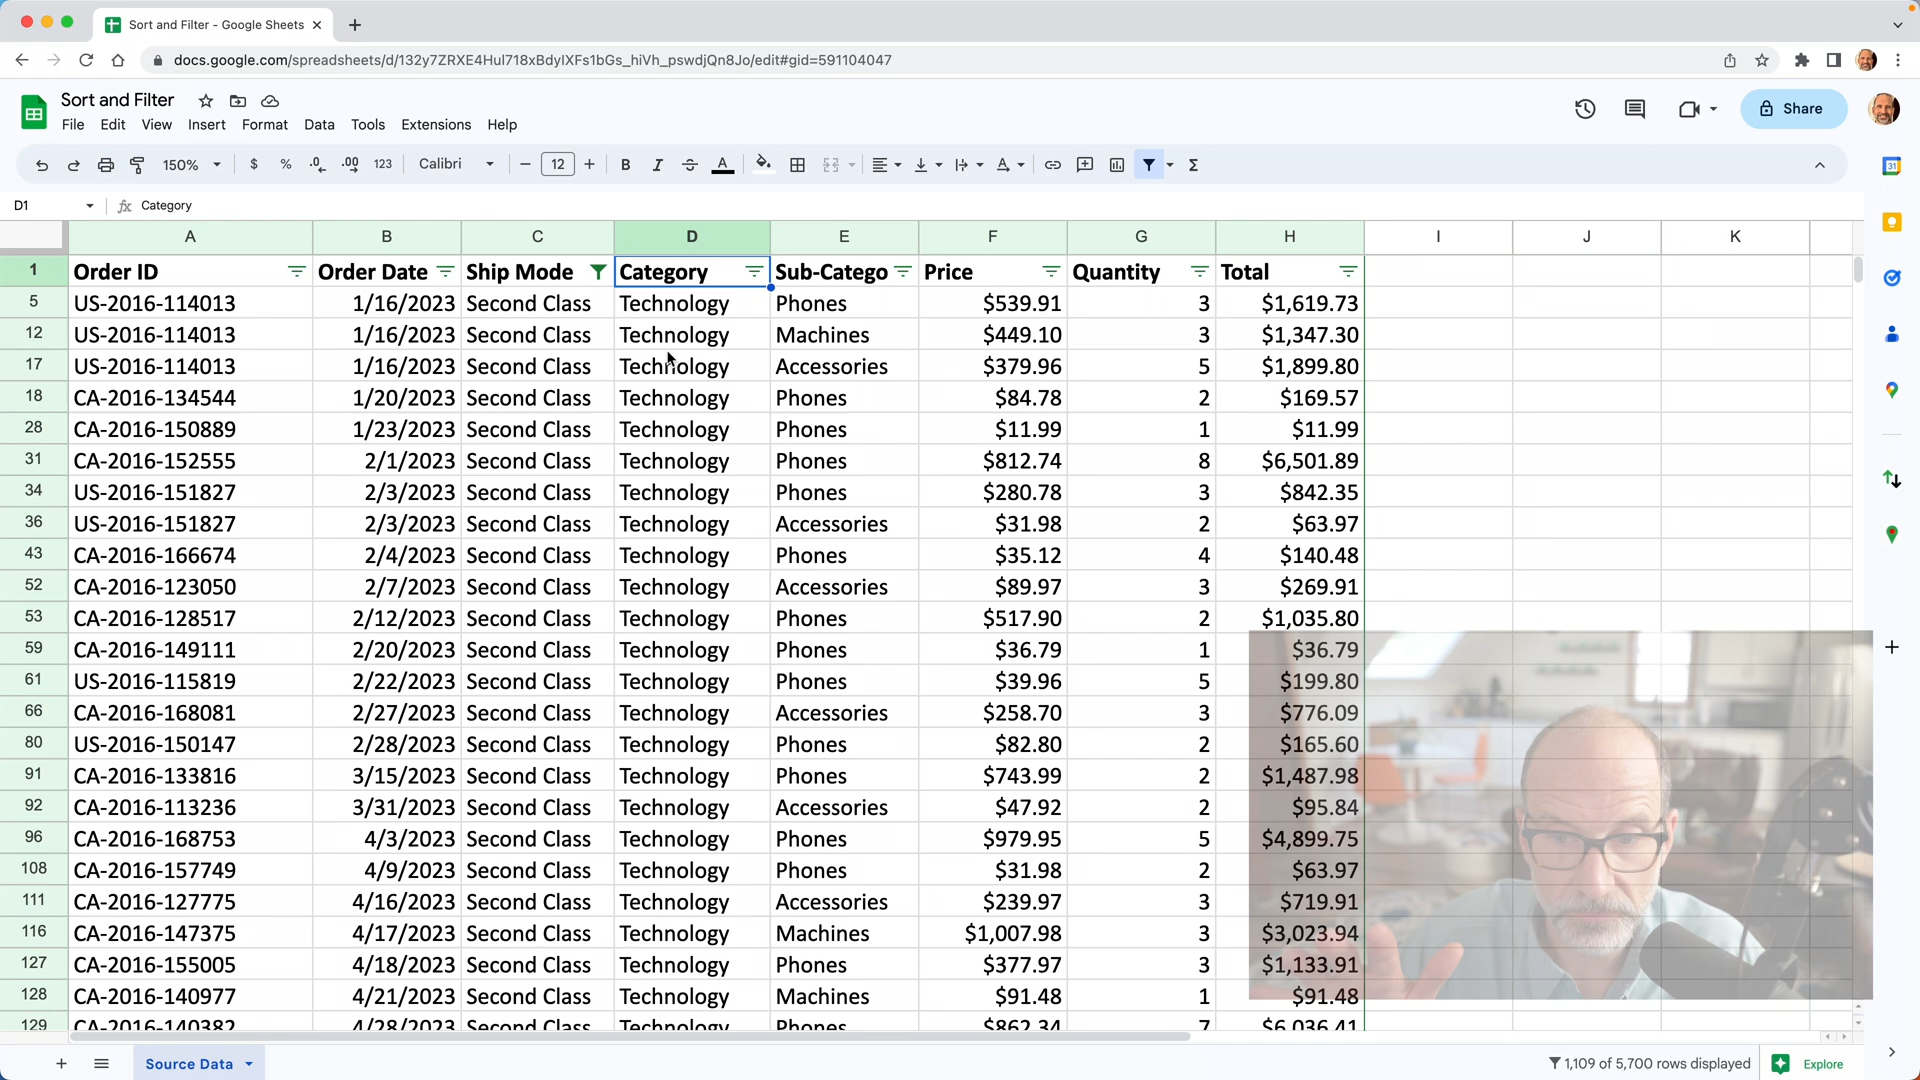 Sort and Filter - Google Sheets
docs.google.com/spreadsheets/d/132y7ZRXE4Hul718xBdyIXFs1bGs_hiVh_pswdjQn8Jo/edit#gid=591104047
Sort and Filter
Share
File Edit View Insert Format Data Tools Extensions Help
150% $ % .0 .00 123 Calibri 12 B I S A Σ
31
D1 fx Category
A B C D E F G H I J K
1 Order ID Order Date Ship Mode Category Sub-Catego Price Quantity Total
5 US-2016-114013 1/16/2023 Second Class Technology Phones $539.91 3 $1,619.73
12 US-2016-114013 1/16/2023 Second Class Technology Machines $449.10 3 $1,347.30
17 US-2016-114013 1/16/2023 Second Class Technology Accessories $379.96 5 $1,899.80
18 CA-2016-134544 1/20/2023 Second Class Technology Phones $84.78 2 $169.57
28 CA-2016-150889 1/23/2023 Second Class Technology Phones $11.99 1 $11.99
31 CA-2016-152555 2/1/2023 Second Class Technology Phones $812.74 8 $6,501.89
34 US-2016-151827 2/3/2023 Second Class Technology Phones $280.78 3 $842.35
36 US-2016-151827 2/3/2023 Second Class Technology Accessories $31.98 2 $63.97
43 CA-2016-166674 2/4/2023 Second Class Technology Phones $35.12 4 $140.48
52 CA-2016-123050 2/7/2023 Second Class Technology Accessories $89.97 3 $269.91
53 CA-2016-128517 2/12/2023 Second Class Technology Phones $517.90 2 $1,035.80
59 CA-2016-149111 2/20/2023 Second Class Technology Phones $36.79 1 $36.79
61 US-2016-115819 2/22/2023 Second Class Technology Phones $39.96 5 $199.80
66 CA-2016-168081 2/27/2023 Second Class Technology Accessories $258.70 3 $776.09
80 US-2016-150147 2/28/2023 Second Class Technology Phones $82.80 2 $165.60
91 CA-2016-133816 3/15/2023 Second Class Technology Phones $743.99 2 $1,487.98
92 CA-2016-113236 3/31/2023 Second Class Technology Accessories $47.92 2 $95.84
96 CA-2016-168753 4/3/2023 Second Class Technology Phones $979.95 5 $4,899.75
108 CA-2016-157749 4/9/2023 Second Class Technology Phones $31.98 2 $63.97
111 CA-2016-127775 4/16/2023 Second Class Technology Accessories $239.97 3 $719.91
116 CA-2016-147375 4/17/2023 Second Class Technology Machines $1,007.98 3 $3,023.94
127 CA-2016-155005 4/18/2023 Second Class Technology Phones $377.97 3 $1,133.91
128 CA-2016-140977 4/21/2023 Second Class Technology Machines $91.48 1 $91.48
129 CA-2016-140382 4/28/2023 Second Class Technology Phones $862.34 7 $6,036.41
Source Data 1,109 of 5,700 rows displayed Explore